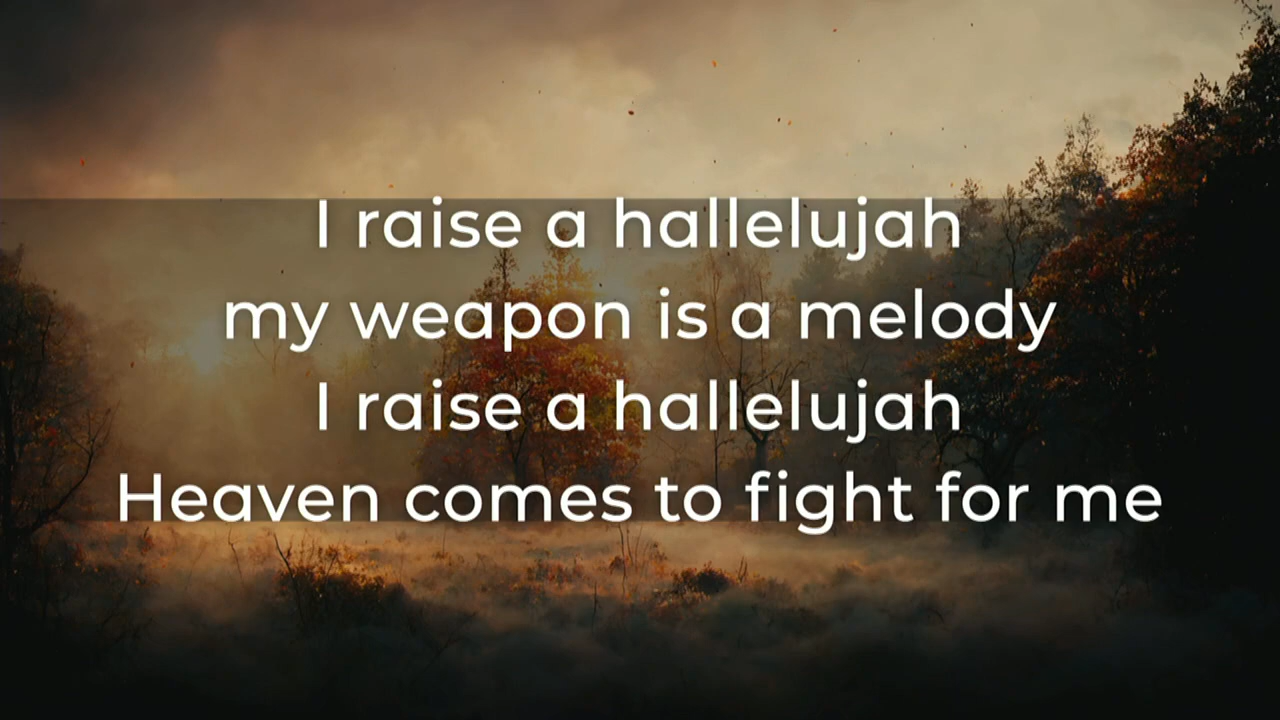 I raise a hallelujah
my weapon is a melody
I raise a hallelujah
Heaven comes to fight for me